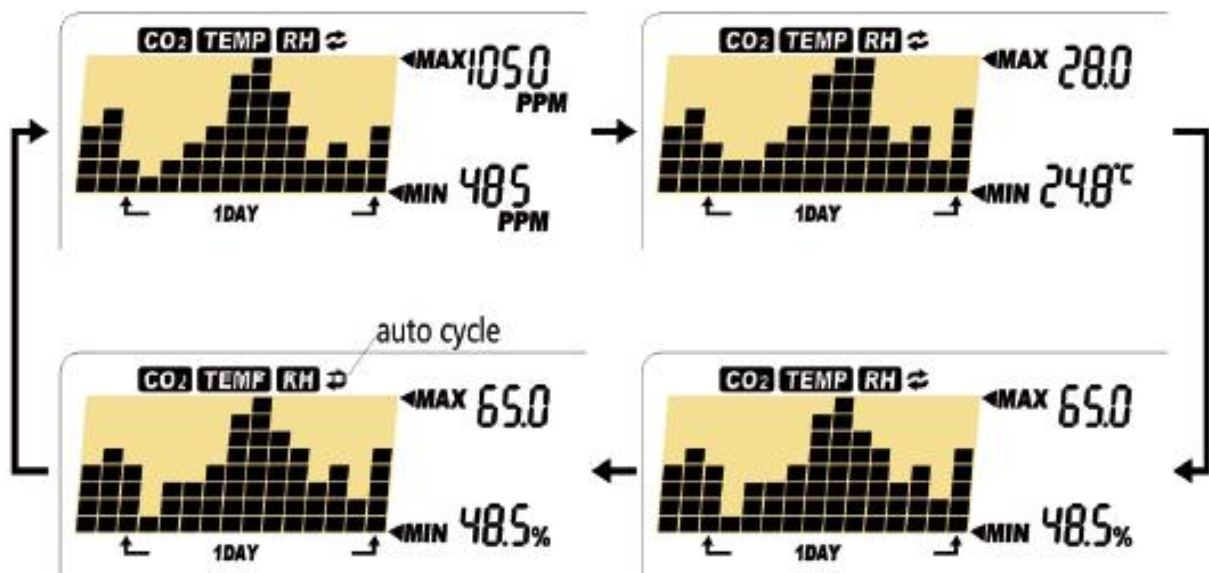 CO2 TEMP RH
MAX 1050
PPM
MIN 485
PPM
1DAY
CO2 TEMP RH
MAX 28.0
MIN 24.8°C
1DAY
auto cycle
CO2 TEMP RH
MAX 65.0
MIN 48.5%
1DAY
CO2 TEMP RH
MAX 65.0
MIN 48.5%
1DAY